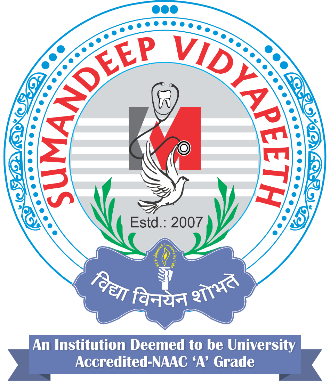 SUMANDEEP VIDYAPEETH
Estd.: 2007
विद्या विनयेन शोभते
An Institution Deemed to be University
Accredited-NAAC ‘A’ Grade